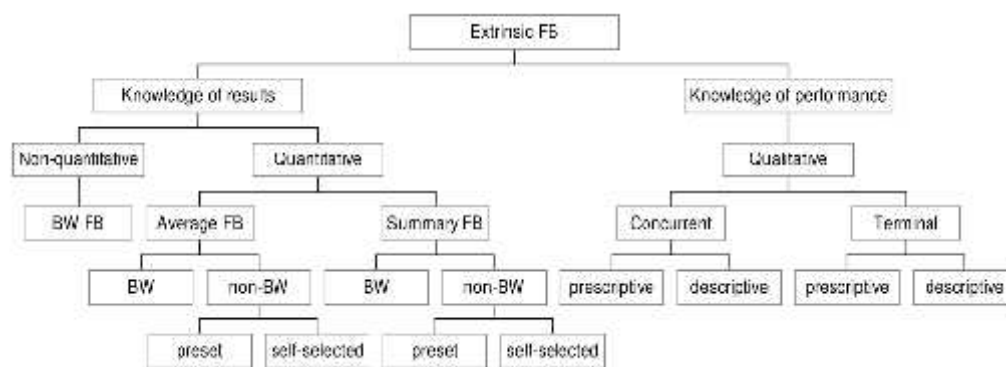 Extrinsic FB
Knowledge of results
Knowledge of performance
Non-quantitative
Quantitative
Qualitative
BW FB
Average FB
Summary FB
Concurrent
Terminal
BW
non-BW
BW
non-BW
prescriptive
descriptive
prescriptive
descriptive
preset
self-selected
preset
self-selected